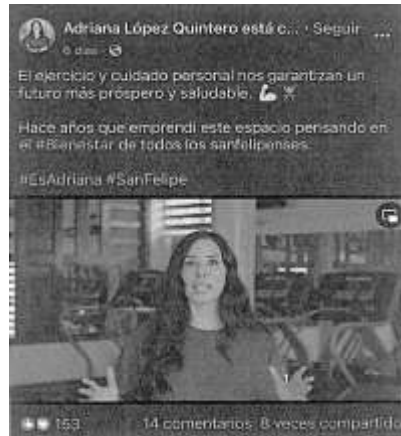 Adriana López Quintero está c... · Seguir ...
6 días ·
El ejercicio y cuidado personal nos garantizan un
futuro más próspero y saludable.
Hace años que emprendí este espacio pensando en
el #Bienestar de todos los sanfelipenses.
#EsAdriana #SanFelipe
153
14 comentarios 8 veces compartido